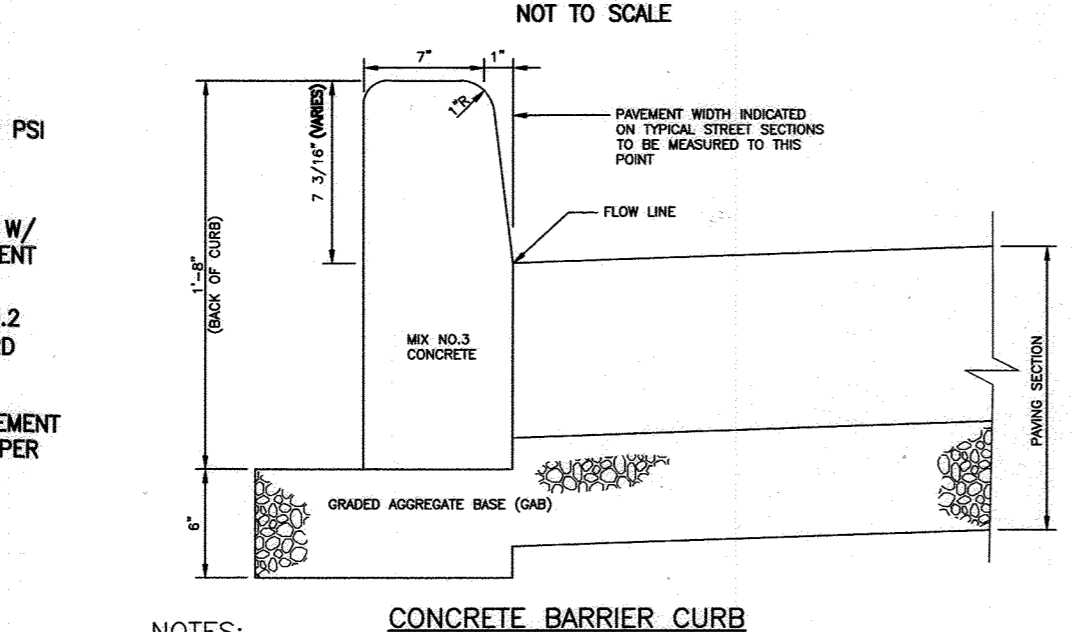 NOT TO SCALE
7"
1"
1"R
7 3/16" (VARIES)
PAVEMENT WIDTH INDICATED
ON TYPICAL STREET SECTIONS
TO BE MEASURED TO THIS
POINT
PSI
FLOW LINE
W/
ENT
1'-8"
(BACK OF CURB)
.2
MIX NO.3
CONCRETE
PAVING SECTION
EMENT
PER
GRADED AGGREGATE BASE (GAB)
6"
CONCRETE BARRIER CURB
NOTES: